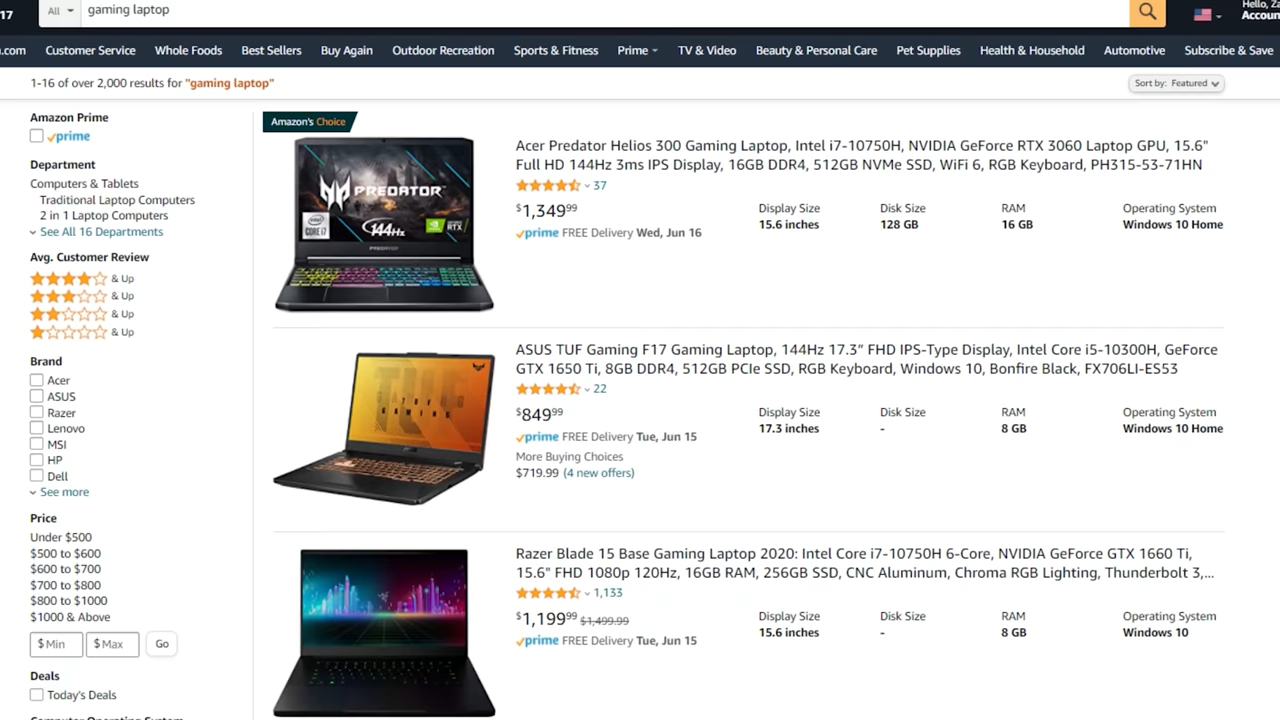 17
All
gaming laptop
Hello, Za
Accoun
.com
Customer Service
Whole Foods
Best Sellers
Buy Again
Outdoor Recreation
Sports & Fitness
Prime
TV & Video
Beauty & Personal Care
Pet Supplies
Health & Household
Automotive
Subscribe & Save
1-16 of over 2,000 results for "gaming laptop"
Sort by: Featured
Amazon Prime
prime
Department
Computers & Tablets
Traditional Laptop Computers
2 in 1 Laptop Computers
See All 16 Departments
Avg. Customer Review
& Up
& Up
& Up
& Up
Brand
Acer
ASUS
Razer
Lenovo
MSI
HP
Dell
See more
Price
Under $500
$500 to $600
$600 to $700
$700 to $800
$800 to $1000
$1000 & Above
$ Min
$ Max
Go
Deals
Today's Deals
Computer Operating System
Amazon's Choice
PREDATOR
intel
CORE i7
144Hz
RTX
PREDATOR
Acer Predator Helios 300 Gaming Laptop, Intel i7-10750H, NVIDIA GeForce RTX 3060 Laptop GPU, 15.6"
Full HD 144Hz 3ms IPS Display, 16GB DDR4, 512GB NVMe SSD, WiFi 6, RGB Keyboard, PH315-53-71HN
37
$1,349.99
prime FREE Delivery Wed, Jun 16
Display Size
15.6 inches
Disk Size
128 GB
RAM
16 GB
Operating System
Windows 10 Home
TUF
GAMING
ASUS TUF Gaming F17 Gaming Laptop, 144Hz 17.3” FHD IPS-Type Display, Intel Core i5-10300H, GeForce
GTX 1650 Ti, 8GB DDR4, 512GB PCIe SSD, RGB Keyboard, Windows 10, Bonfire Black, FX706LI-ES53
22
$849.99
prime FREE Delivery Tue, Jun 15
More Buying Choices
$719.99 (4 new offers)
Display Size
17.3 inches
Disk Size
-
RAM
8 GB
Operating System
Windows 10 Home
Razer Blade 15 Base Gaming Laptop 2020: Intel Core i7-10750H 6-Core, NVIDIA GeForce GTX 1660 Ti,
15.6" FHD 1080p 120Hz, 16GB RAM, 256GB SSD, CNC Aluminum, Chroma RGB Lighting, Thunderbolt 3,...
1,133
$1,199.99 $1,499.99
prime FREE Delivery Tue, Jun 15
Display Size
15.6 inches
Disk Size
-
RAM
8 GB
Operating System
Windows 10